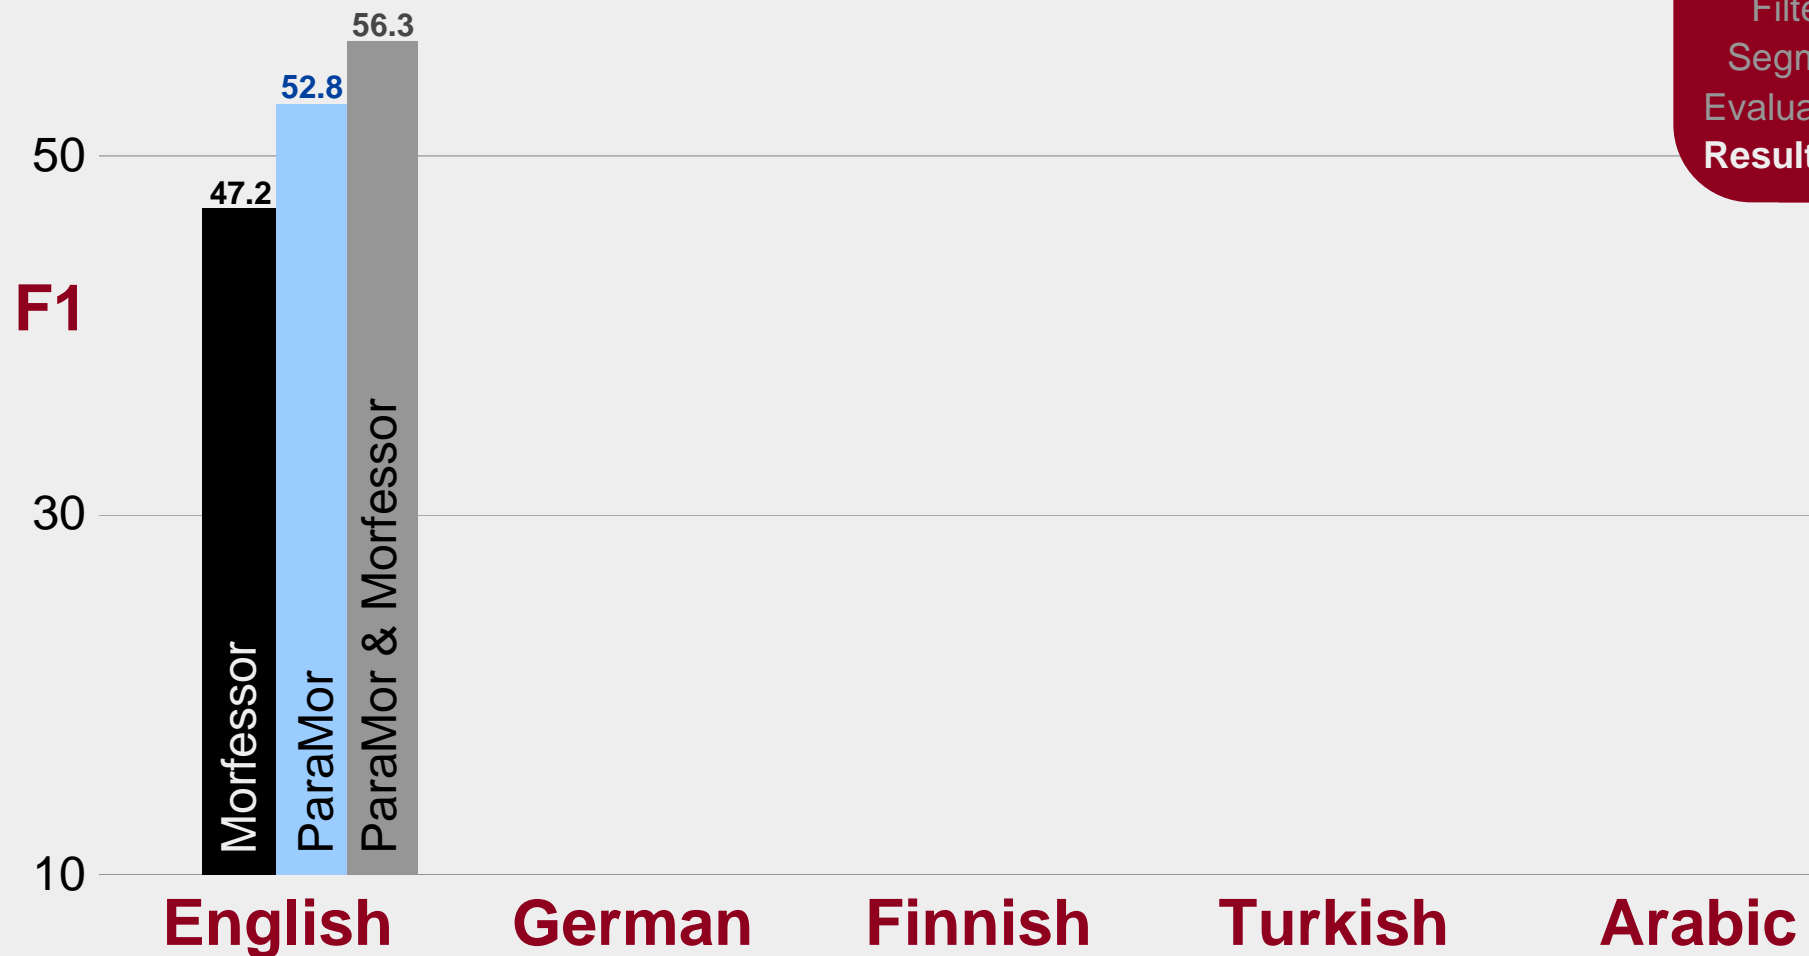 56.3
52.8
47.2
50
30
10
F1
Morfessor
ParaMor
ParaMor & Morfessor
English
German
Finnish
Turkish
Arabic